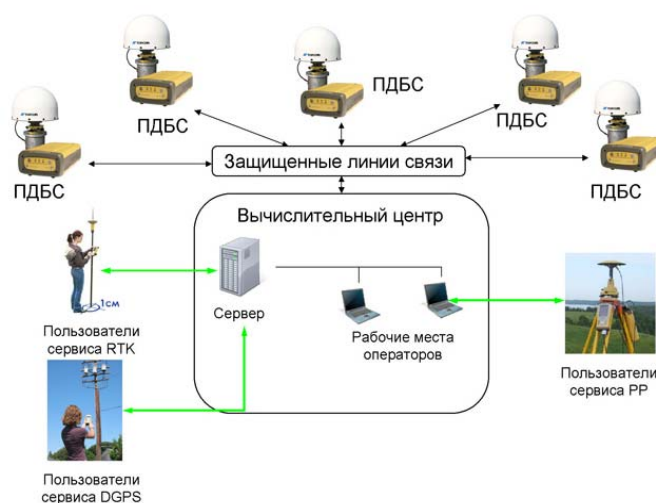 ПДБС
ПДБС
ПДБС
ПДБС
ПДБС
Защищенные линии связи
Вычислительный центр
1см
Сервер
Рабочие места
операторов
Пользователи
сервиса RTK
Пользователи
сервиса PP
Пользователи
сервиса DGPS